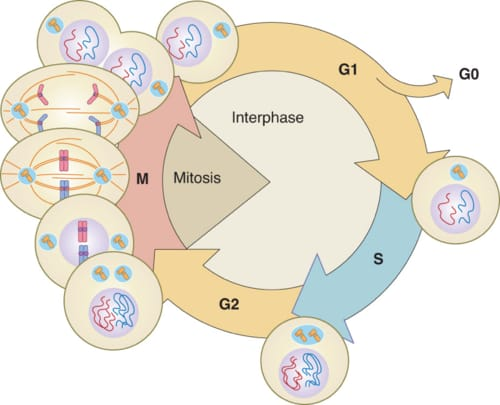 G1
G0
Interphase
M
Mitosis
S
G2